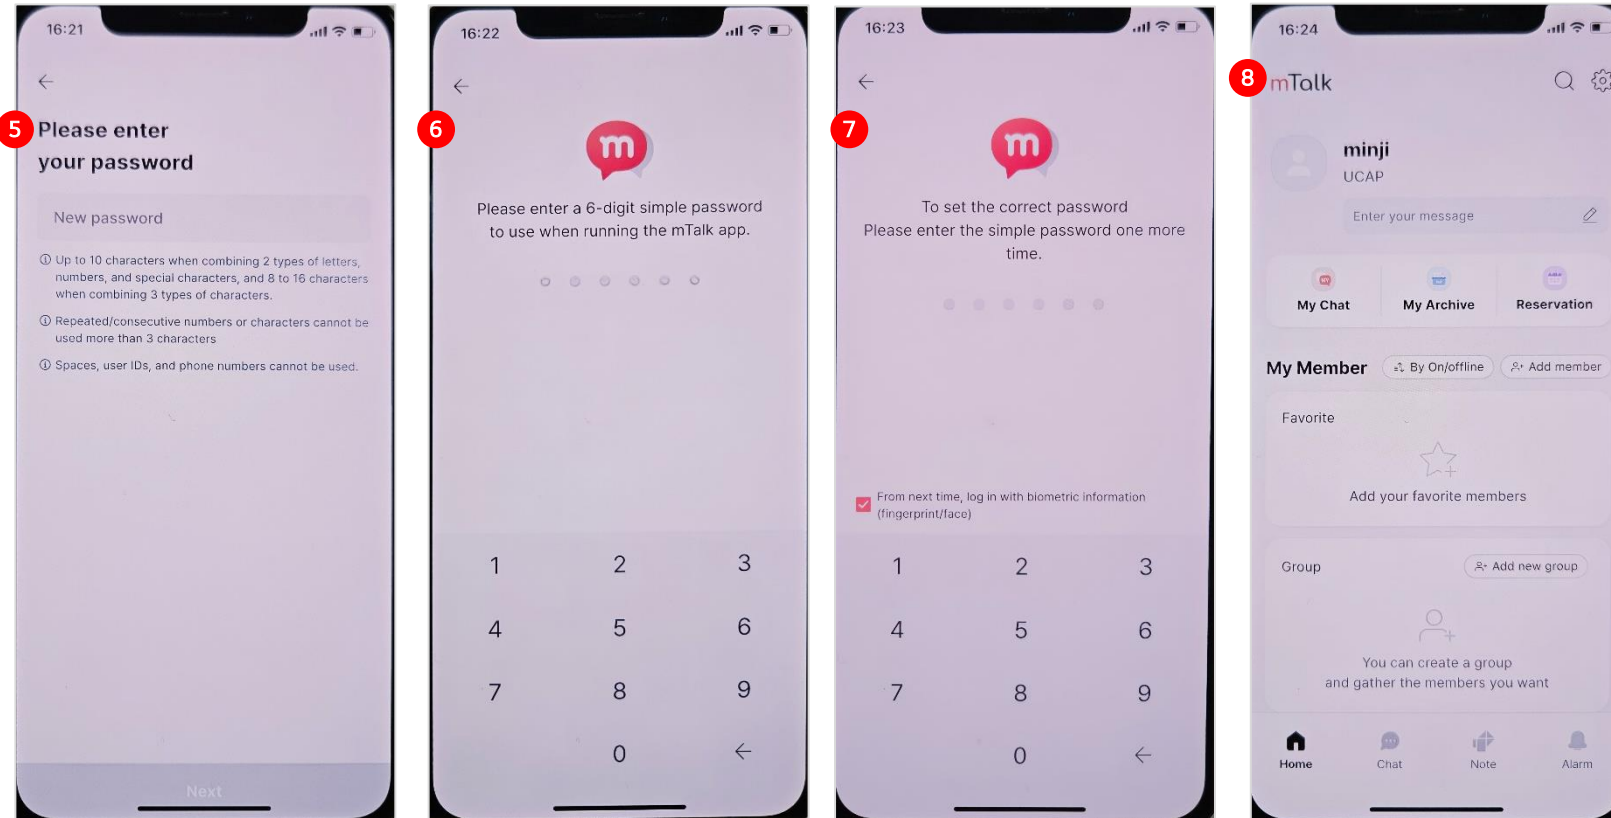 16:21
5
Please enter
your password
New password
Up to 10 characters when combining 2 types of letters,
numbers, and special characters, and 8 to 16 characters
when combining 3 types of characters.
Repeated/consecutive numbers or characters cannot be
used more than 3 characters
Spaces, user IDs, and phone numbers cannot be used.
Next
16:22
6
m
Please enter a 6-digit simple password
to use when running the mTalk app.
1 2 3
4 5 6
7 8 9
0
16:23
7
m
To set the correct password
Please enter the simple password one more
time.
From next time, log in with biometric information
(fingerprint/face)
1 2 3
4 5 6
7 8 9
0
16:24
8
mTalk
minji
UCAP
Enter your message
My Chat
My Archive
Reservation
My Member
By On/offline
Add member
Favorite
Add your favorite members
Group
Add new group
You can create a group
and gather the members you want
Home
Chat
Note
Alarm